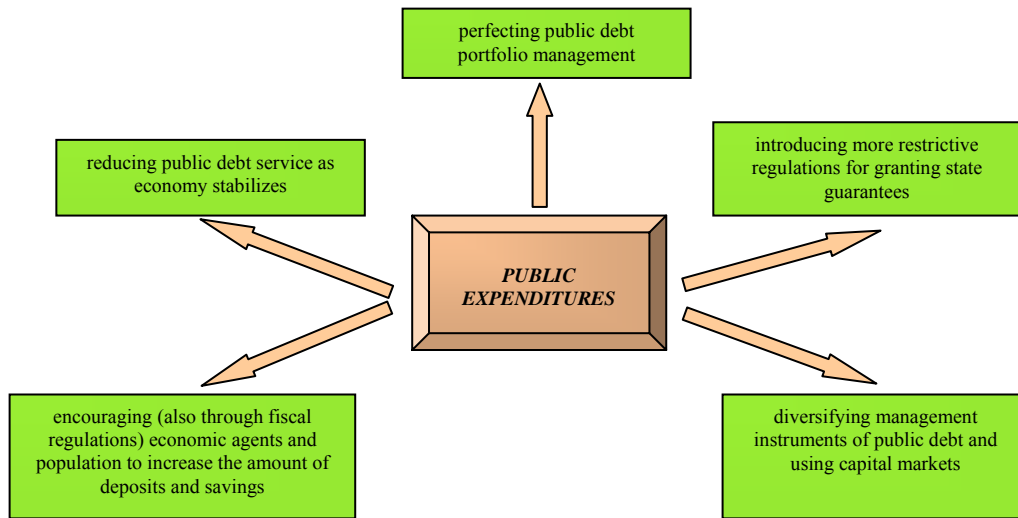 perfecting public debt
portfolio management
reducing public debt service as
economy stabilizes
introducing more restrictive
regulations for granting state
guarantees
PUBLIC
EXPENDITURES
encouraging (also through fiscal
regulations) economic agents and
population to increase the amount of
deposits and savings
diversifying management
instruments of public debt and
using capital markets